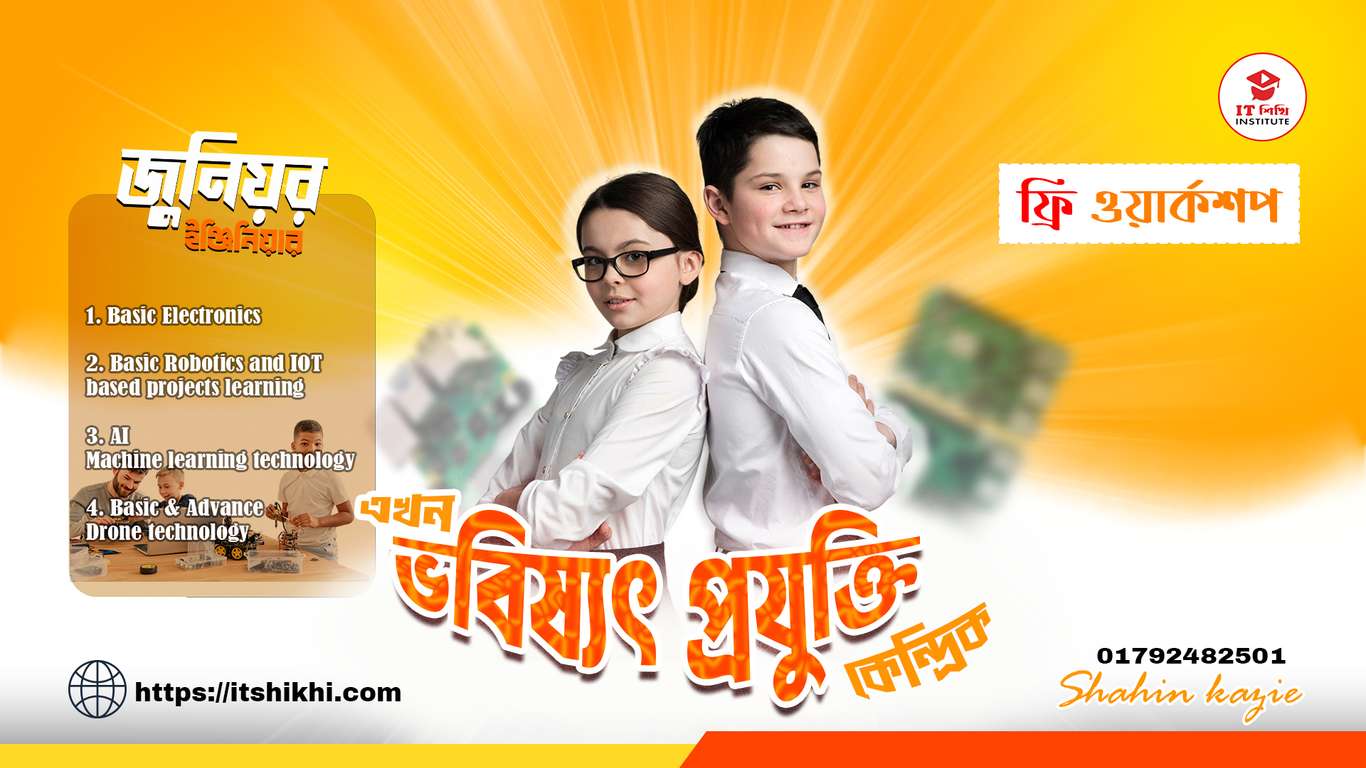 IT শিখি
INSTITUTE
জুনিয়র
ইঞ্জিনিয়ার
ফ্রি ওয়ার্কশপ
1. Basic Electronics
2. Basic Robotics and IOT
based projects learning
3. AI
Machine learning technology
4. Basic & Advance
Drone technology
এখন
ভবিষ্যৎ প্রযুক্তি
কেন্দ্রিক
https://itshikhi.com
01792482501
Shahin kazie